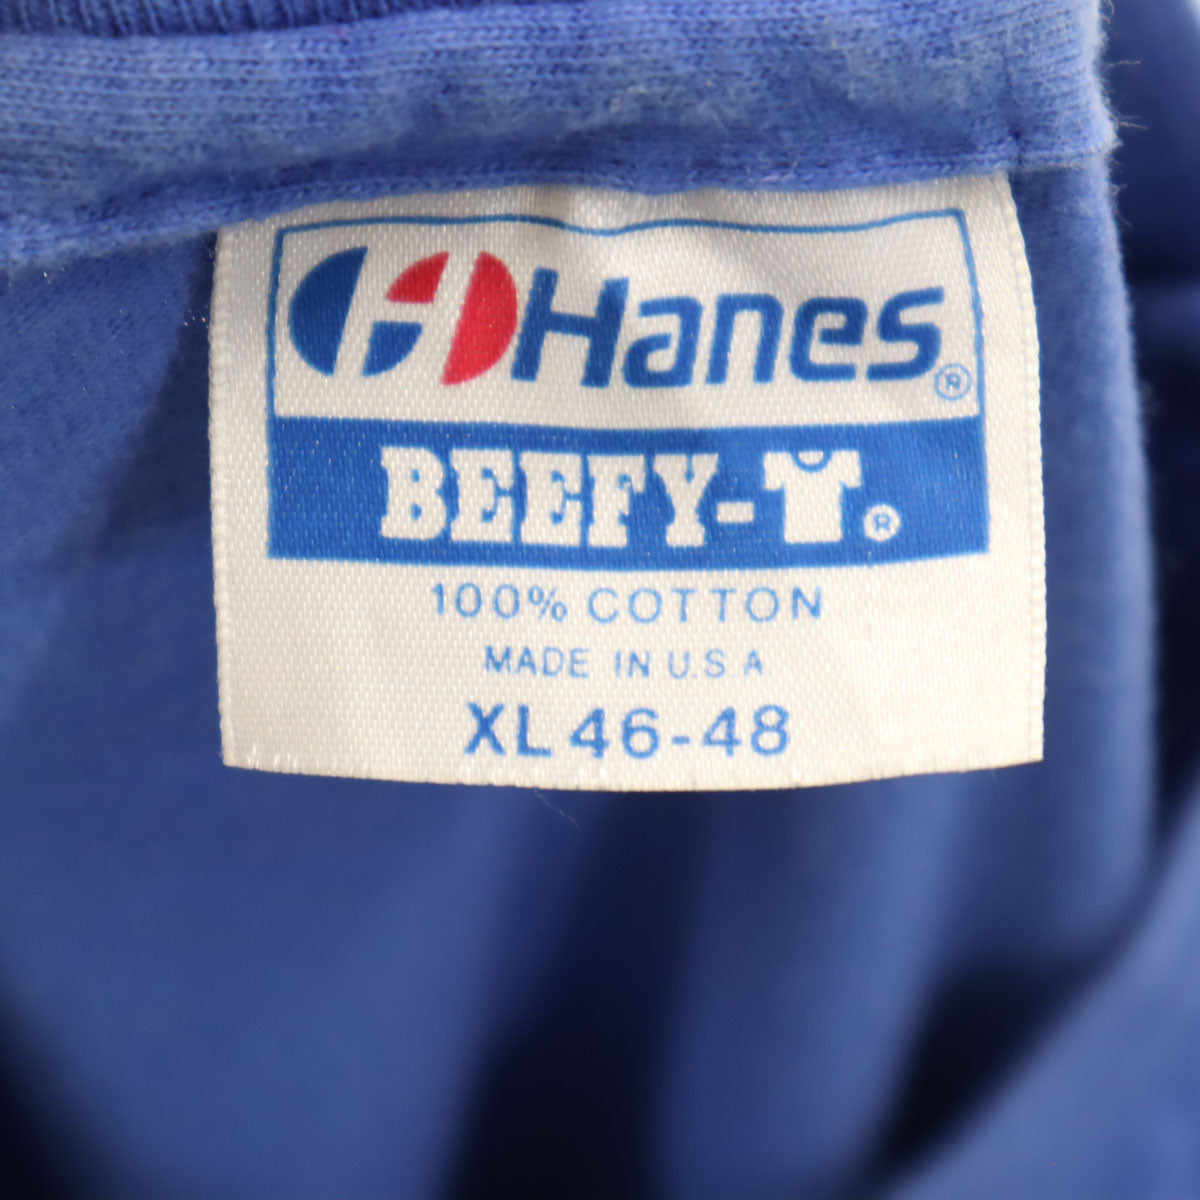 Hanes®
BEEFY-T®
100% COTTON
MADE IN U.S.A
XL 46-48